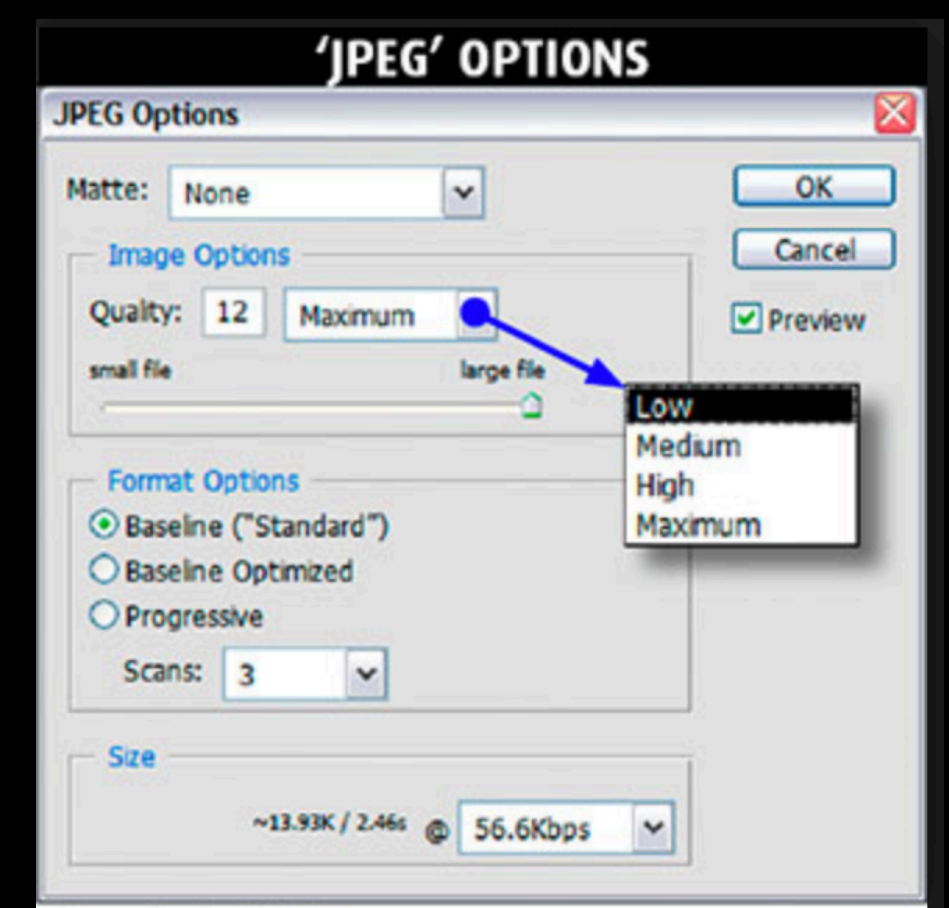 ‘JPEG’ OPTIONS
JPEG Options
Matte: None
OK
Image Options
Cancel
Quality: 12 Maximum
Preview
small file large file
Low
Medium
High
Maximum
Format Options
Baseline ("Standard")
Baseline Optimized
Progressive
Scans: 3
Size
~13.93K / 2.46s @ 56.6Kbps